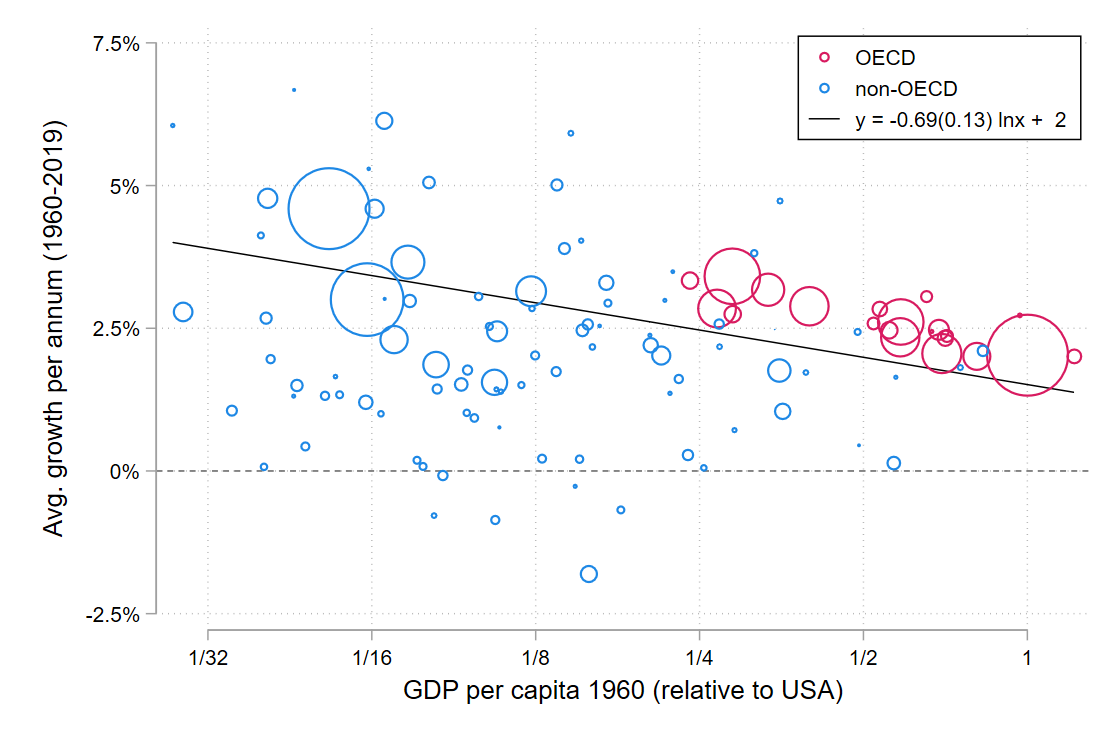 7.5%
5%
2.5%
0%
-2.5%
Avg. growth per annum (1960-2019)
OECD
non-OECD
y = -0.69(0.13) lnx +  2
1/32 1/16 1/8 1/4 1/2 1
GDP per capita 1960 (relative to USA)